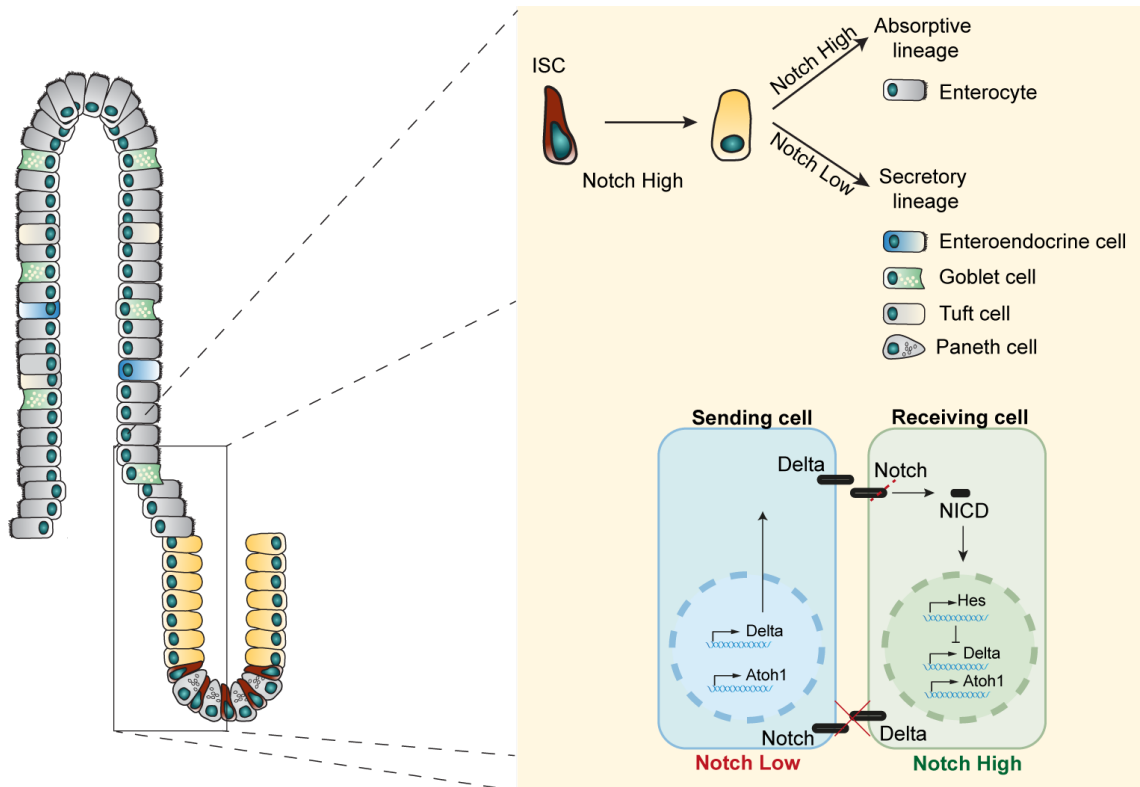 ISC
Notch High
Notch High
Notch Low
Absorptive
lineage
Enterocyte
Secretory
lineage
Enteroendocrine cell
Goblet cell
Tuft cell
Paneth cell
Sending cell
Receiving cell
Delta
Notch
NICD
Delta
Atoh1
Hes
Delta
Atoh1
Notch
Delta
Notch Low
Notch High